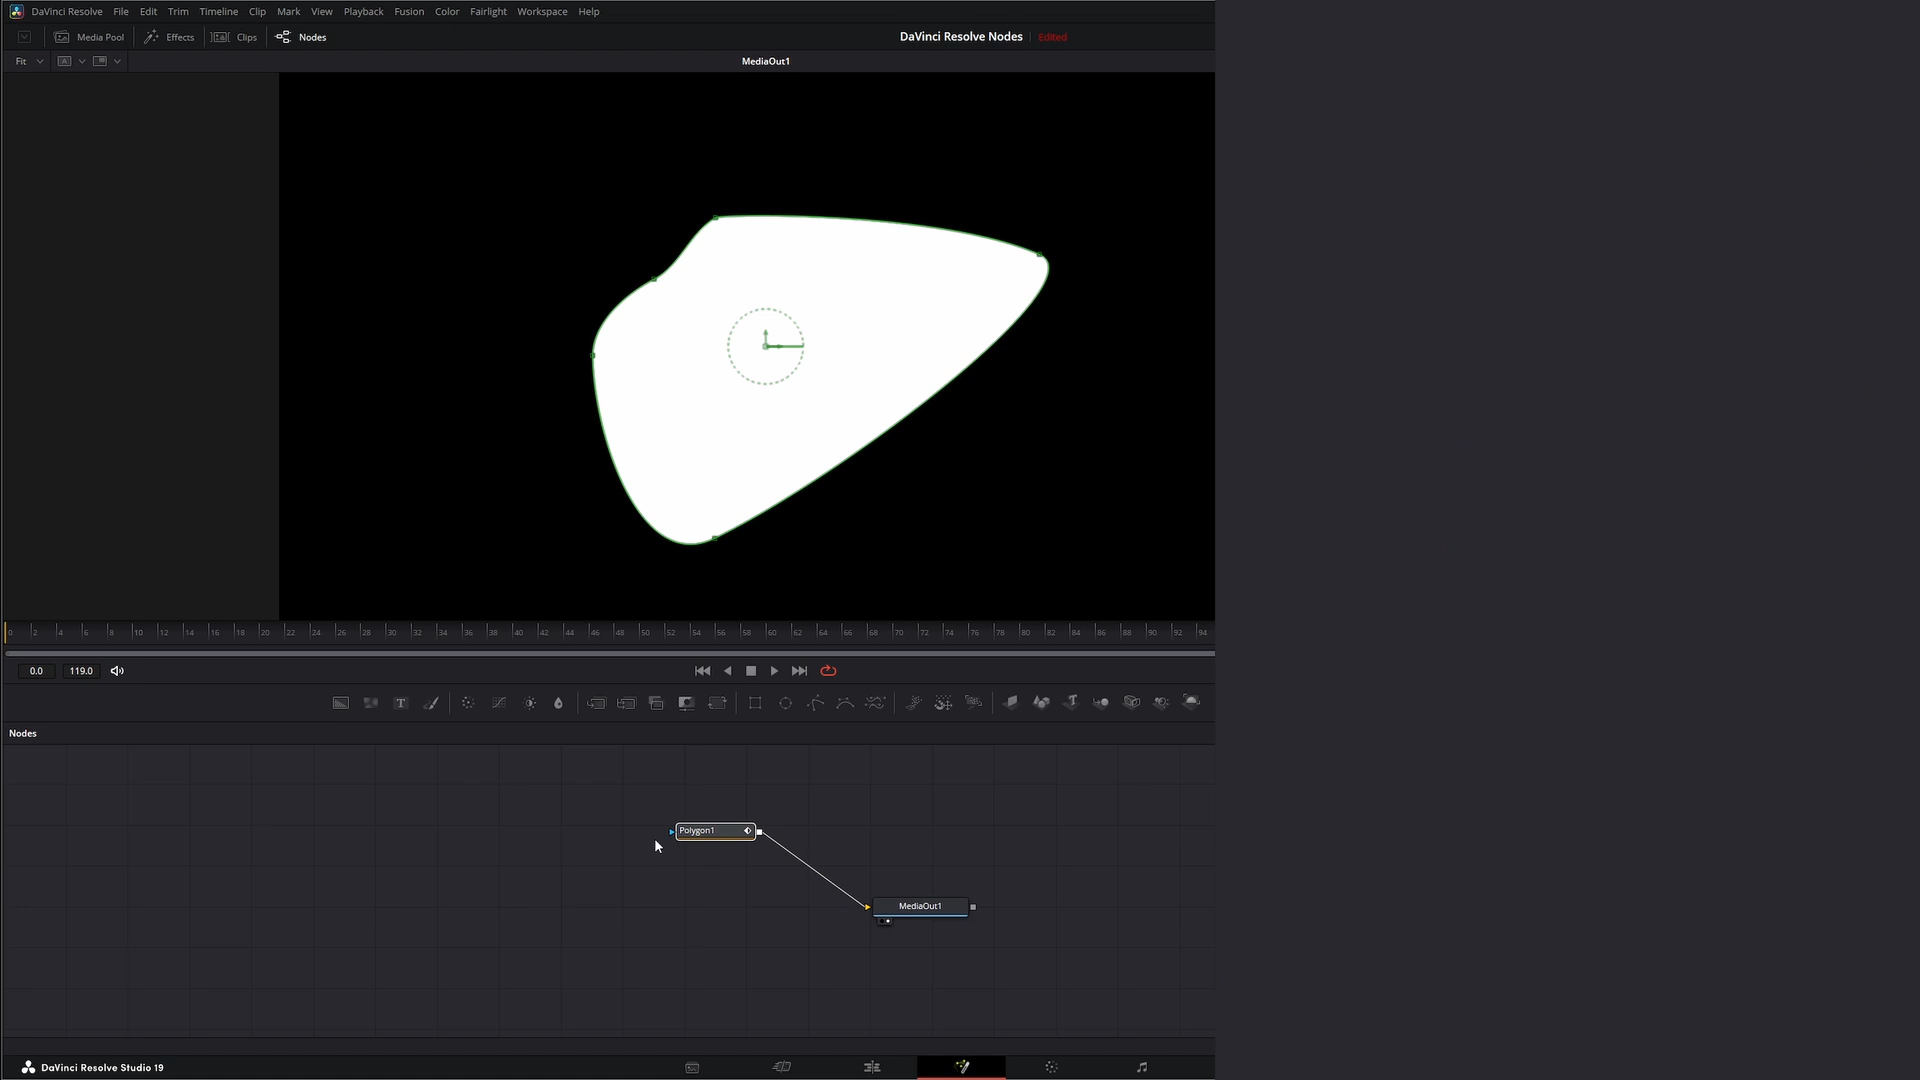 DaVinci Resolve File Edit Trim Timeline Clip Mark View Playback Fusion Color Fairlight Workspace Help
Media Pool Effects Clips Nodes DaVinci Resolve Nodes Edited
Fit A MediaOut1
0 2 4 6 8 10 12 14 16 18 20 22 24 26 28 30 32 34 36 38 40 42 44 46 48 50 52 54 56 58 60 62 64 66 68 70 72 74 76 78 80 82 84 86 88 90 92 94
0.0 119.0
T
Nodes
Polygon1
MediaOut1
DaVinci Resolve Studio 19